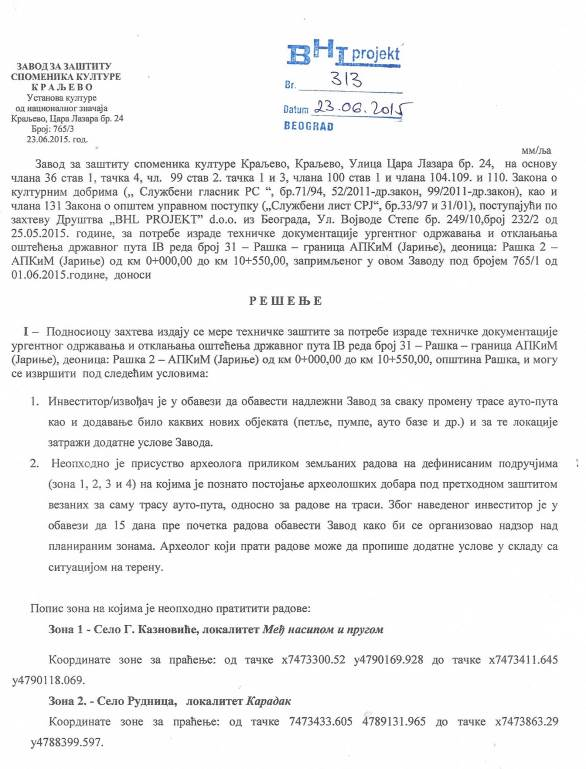 ЗАВОД ЗА ЗАШТИТУ
СПОМЕНИКА КУЛТУРЕ
К Р А Љ Е В О
Установа културе
од националног значаја
Краљево, Цара Лазара бр. 24
Број: 765/3
23.06.2015. год.
BHL projekt
Br. 313
Datum 23.06.2015
BEOGRAD
мм/ља
Завод за заштиту споменика културе Краљево, Краљево, Улица Цара Лазара бр. 24, на основу
члана 36 став 1, тачка 4, чл. 99 став 2. тачка 1 и 3, члана 100 став 1 и члана 104.109. и 110. Закона о
културним добрима (,, Службени гласник РС “, бр.71/94, 52/2011-др.закон, 99/2011-др.закон), као и
члана 131 Закона о општем управном поступку („Службени лист СРЈ“, бр.33/97 и 31/01), поступајући по
захтеву Друштва „BHL PROJEKT” d.o.o. из Београда, Ул. Војводе Степе бр. 249/10,број 232/2 од
25.05.2015. године, за потребе израде техничке документације ургентног одржавања и отклањања
оштећења државног пута IB реда број 31 – Рашка – граница АПКиМ (Јариње), деоница: Рашка 2 –
АПКиМ (Јариње) од км 0+000,00 до км 10+550,00, запримљеног у овом Заводу под бројем 765/1 од
01.06.2015.године, доноси
Р Е Ш Е Њ Е
I – Подносиоцу захтева издају се мере техничке заштите за потребе израде техничке документације
ургентног одржавања и отклањања оштећења државног пута IB реда број 31 – Рашка – граница АПКиМ
(Јариње), деоница: Рашка 2 – АПКиМ (Јариње) од км 0+000,00 до км 10+550,00, општина Рашка, и могу
се извршити под следећим условима:
1. Инвеститор/извођач је у обавези да обавести надлежни Завод за сваку промену трасе ауто-пута
као и додавање било каквих нових објеката (петље, пумпе, ауто базе и др.) и за те локације
затражи додатне услове Завода.
2. Неопходно је присуство археолога приликом земљаних радова на дефинисаним подручјима
(зона 1, 2, 3 и 4) на којима је познато постојање археолошких добара под претходном заштитом
везаних за саму трасу ауто-пута, односно за радове на траси. Због наведеног инвеститор је у
обавези да 15 дана пре почетка радова обавести Завод како би се организовао надзор над
планираним зонама. Археолог који прати радове може да пропише додатне услове у складу са
ситуацијом на терену.
Попис зона на којима је неопходно пратитити радове:
Зона 1 - Село Г. Казновиће, локалитет Међ насипом и пругом
Координате зоне за праћење: од тачке x7473300.52 y4790169.928 до тачке x7473411.645
y4790118.069.
Зона 2. - Село Рудница, локалитет Карадак
Координате зоне за праћење: од тачке 7473433.605 4789131.965 до тачке x7473863.29
y4788399.597.